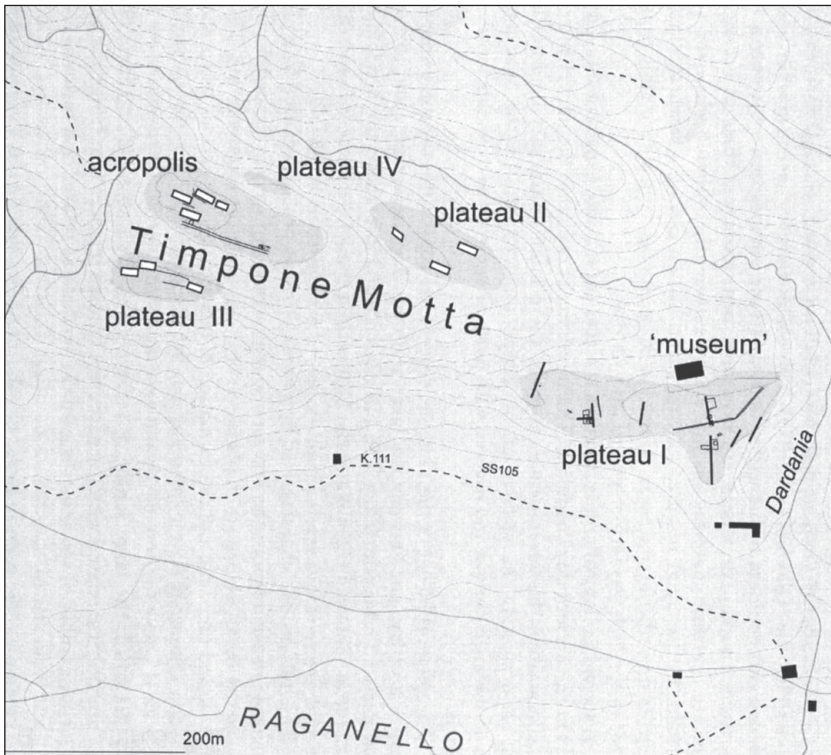 acropolis
plateau IV
plateau II
Timpone Motta
plateau III
'museum'
plateau I
K.111
SS105
Dardania
RAGANELLO
200m